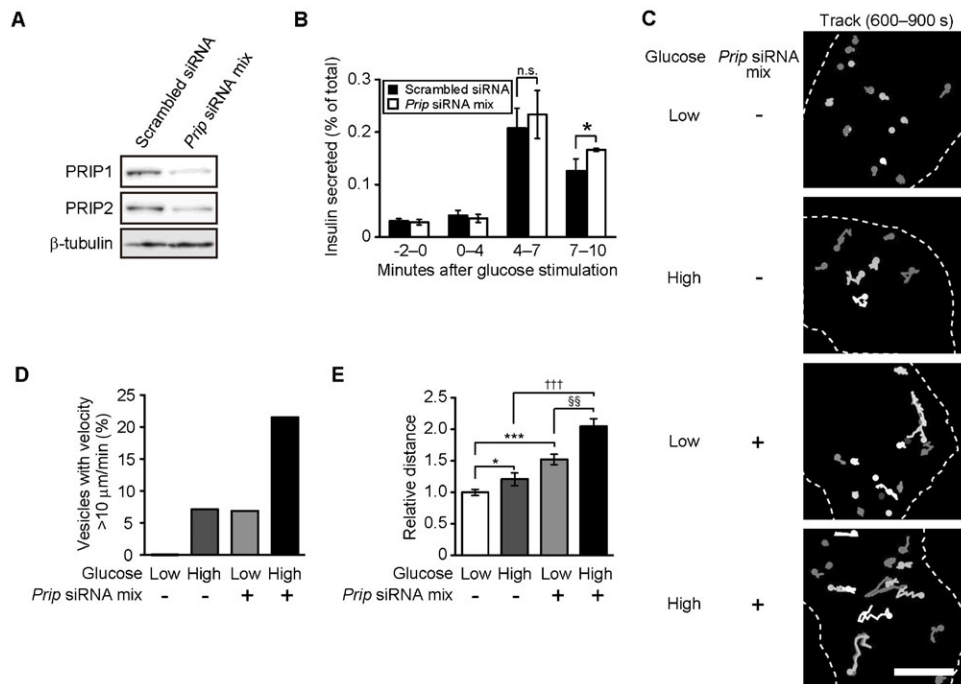 A
Scrambled siRNA
Prip siRNA mix
PRIP1
PRIP2
β-tubulin
B
Insulin secreted (% of total)
0.3
0.2
0.1
0
Scrambled siRNA
Prip siRNA mix
n.s.
*
-2–0
0–4
4–7
7–10
Minutes after glucose stimulation
C
Track (600–900 s)
Glucose
Prip siRNA
mix
Low
-
High
-
Low
+
High
+
D
Vesicles with velocity
>10 μm/min (%)
25
20
15
10
5
0
Glucose Low High Low High
Prip siRNA mix - - + +
E
Relative distance
2.5
2.0
1.5
1.0
0.5
0.0
*
***
†††
§§
Glucose Low High Low High
Prip siRNA mix - - + +